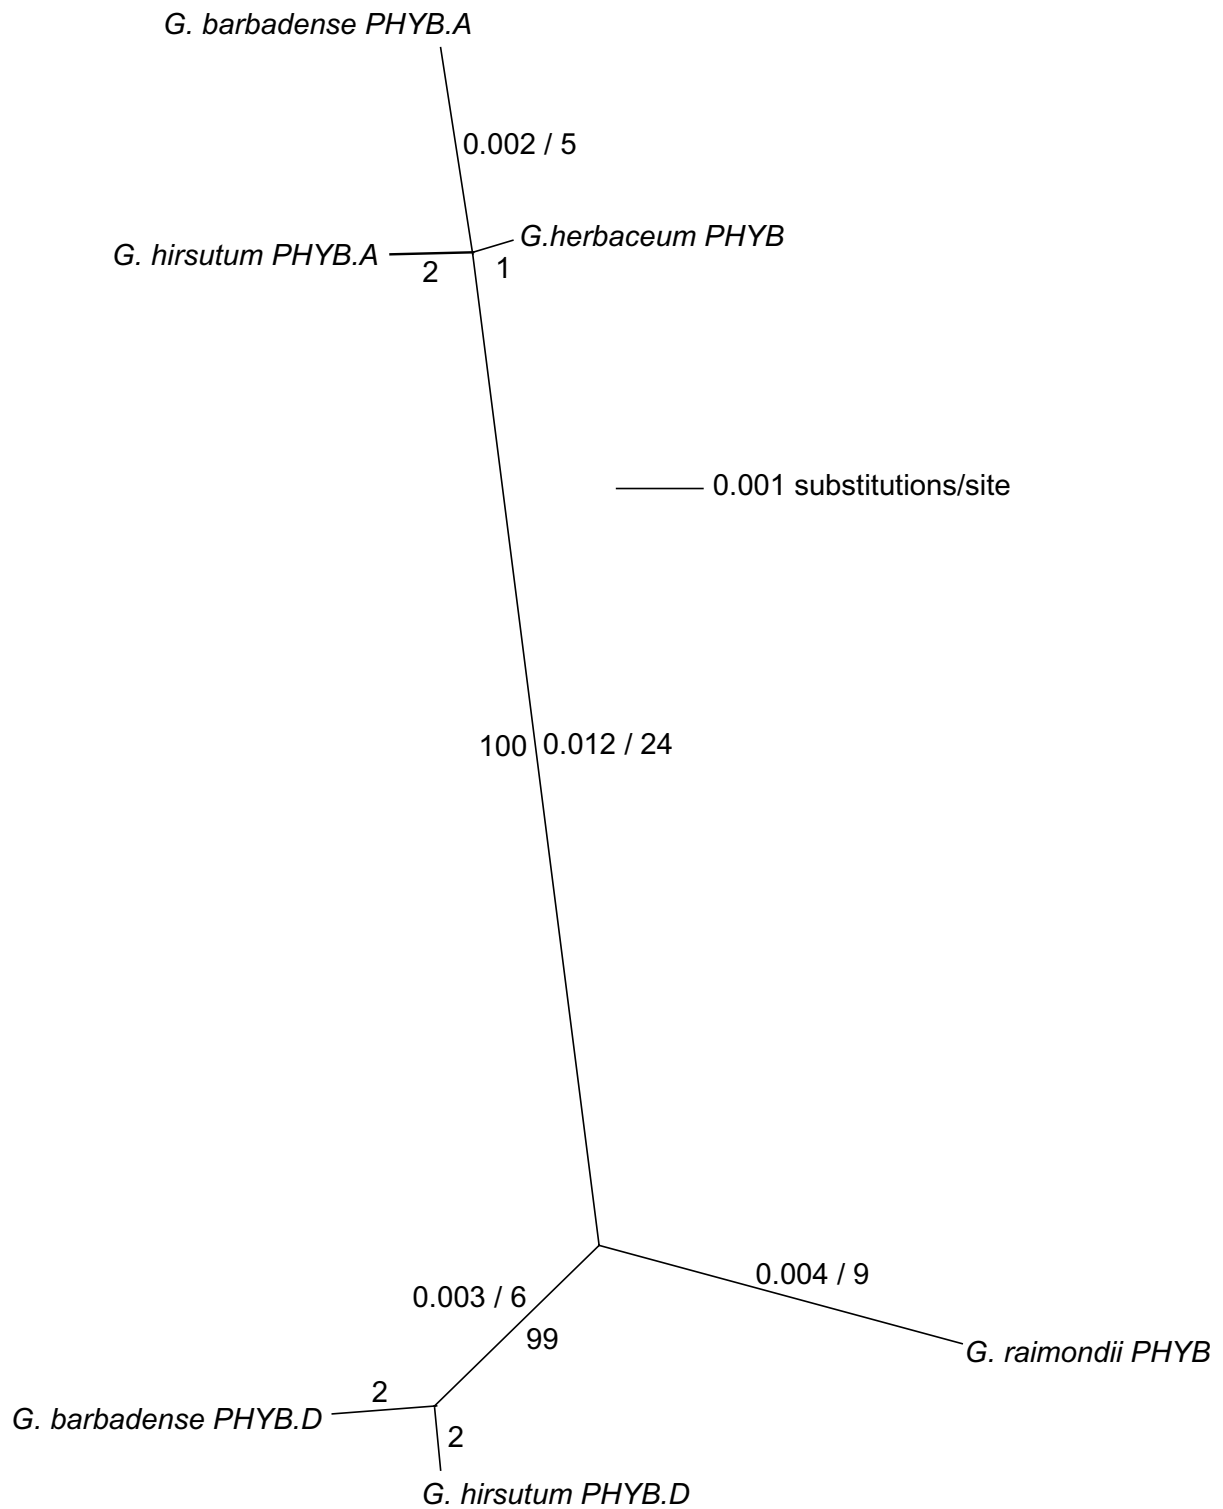 G. barbadense PHYB.A
0.002 / 5
G.herbaceum PHYB
G. hirsutum PHYB.A
2
1
0.001 substitutions/site
100
0.012 / 24
0.004 / 9
0.003 / 6
99
G. raimondii PHYB
2
G. barbadense PHYB.D
2
G. hirsutum PHYB.D